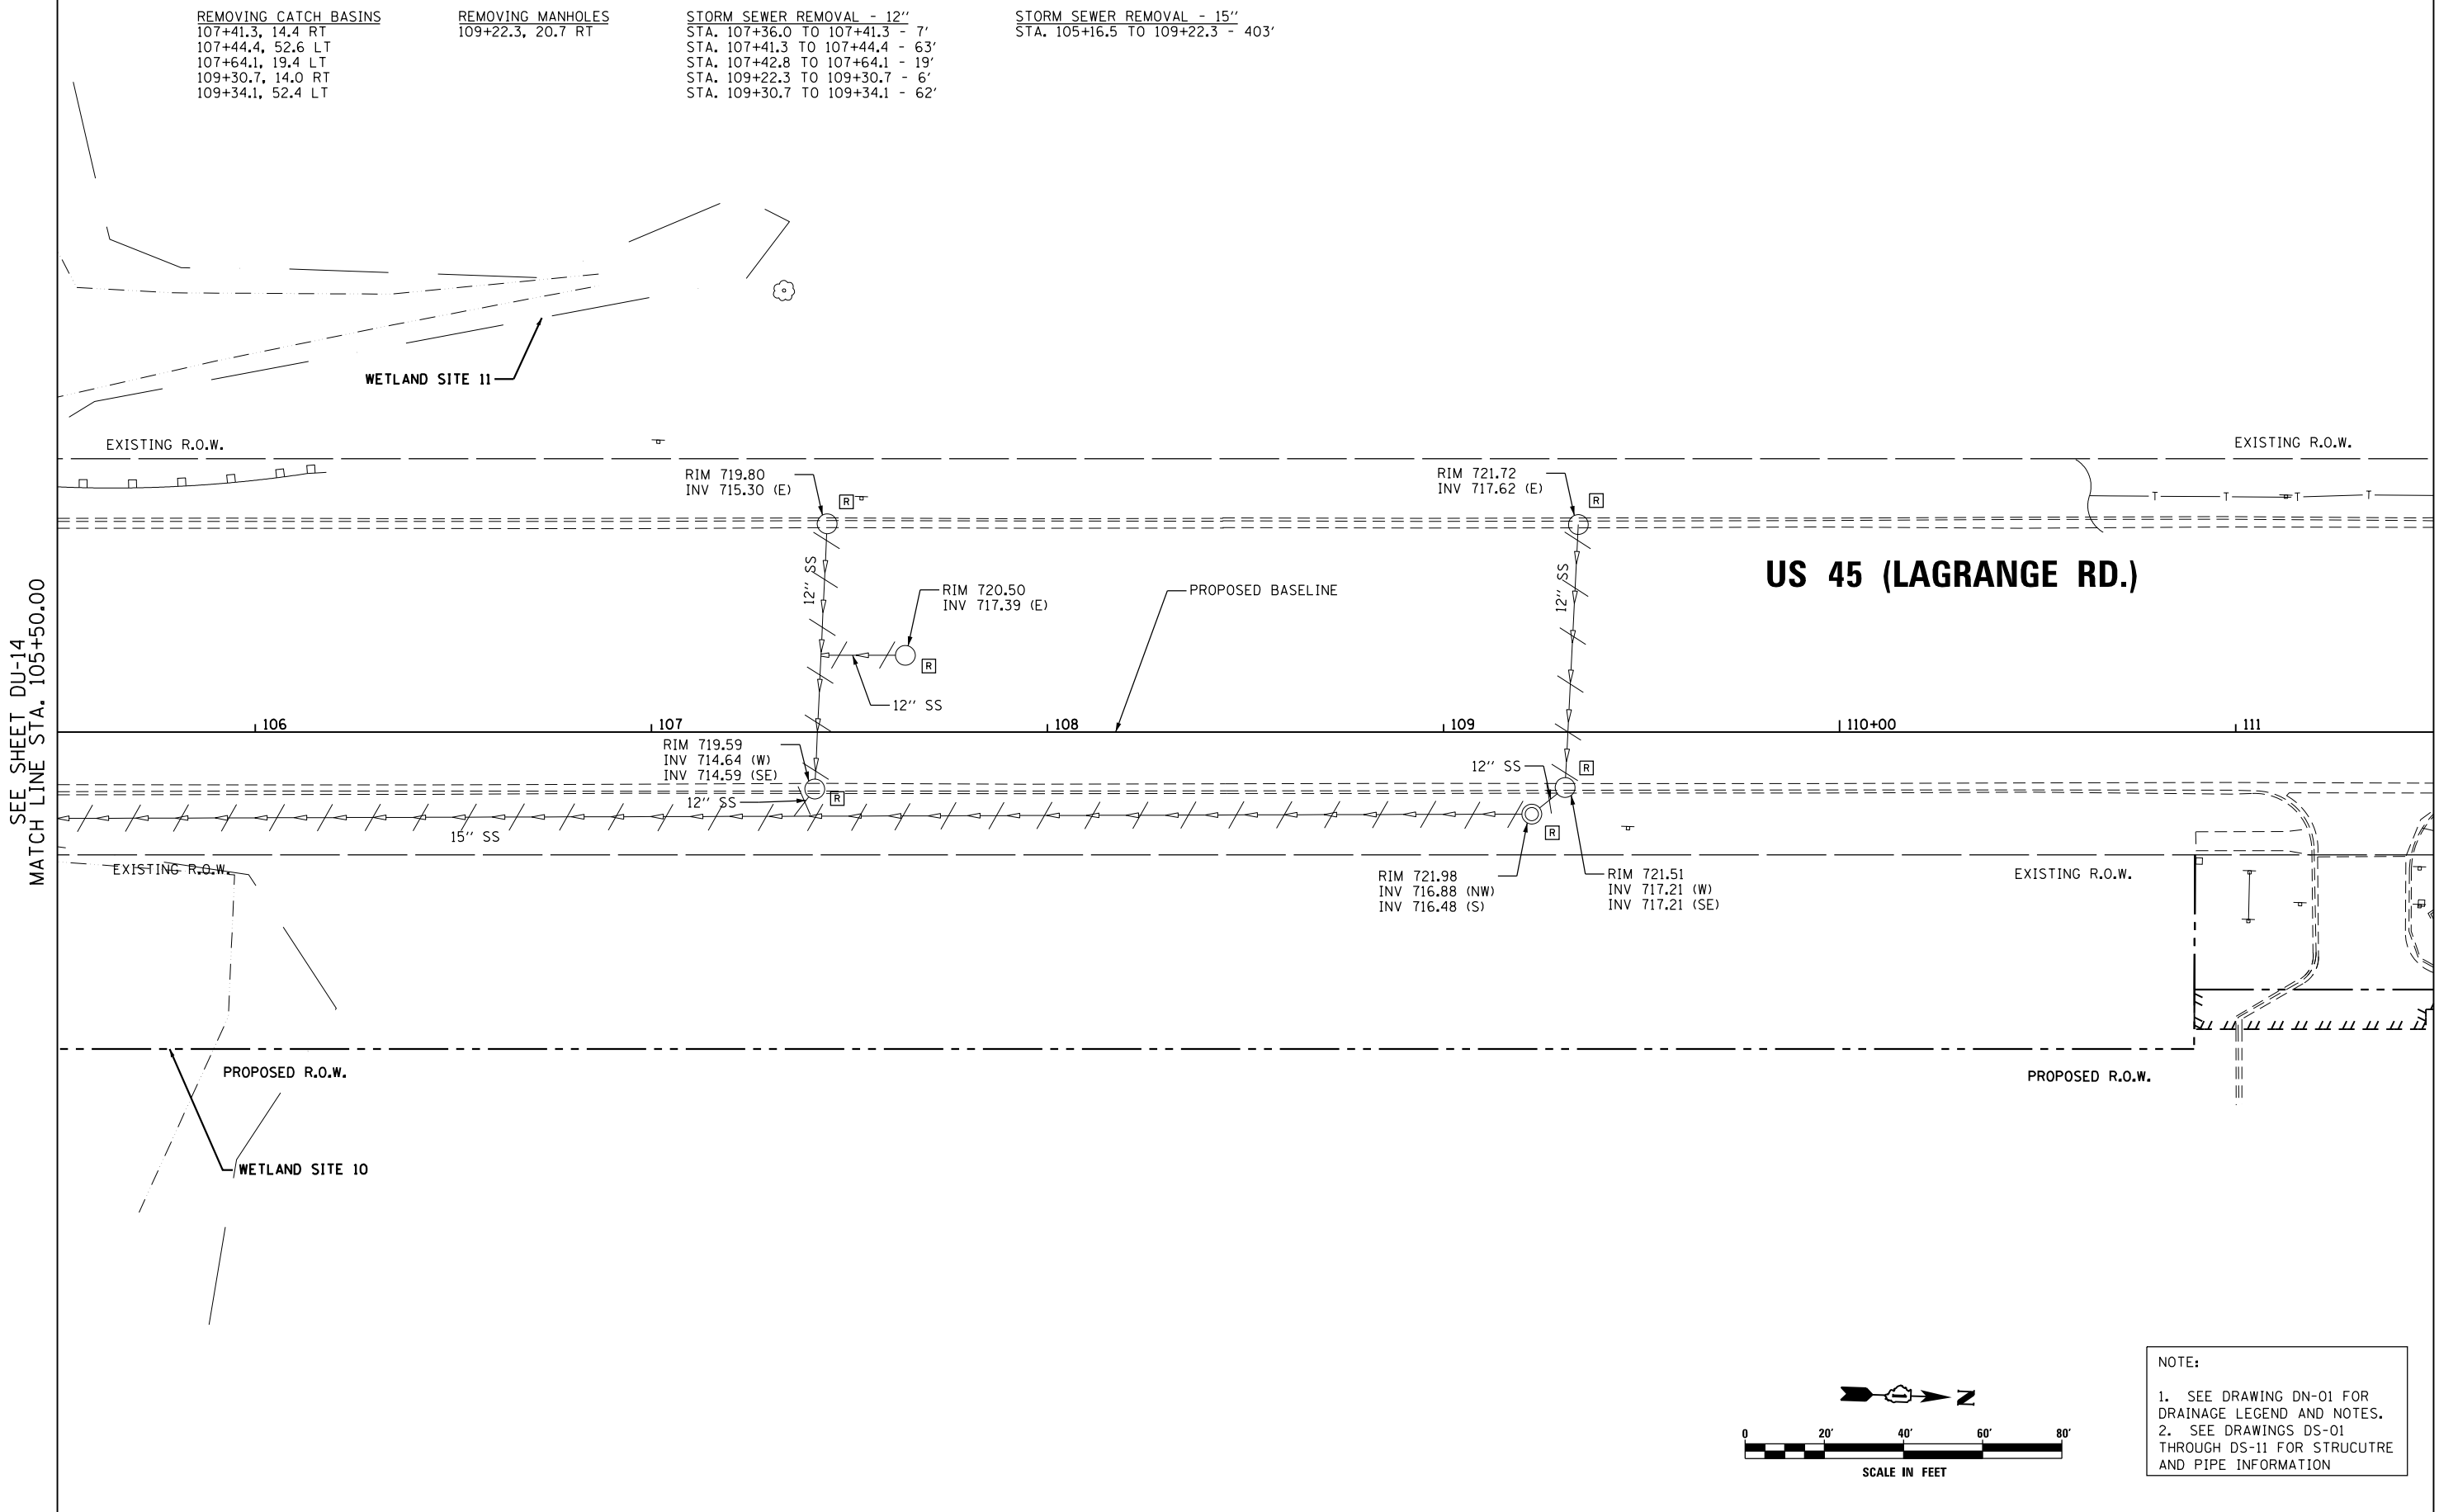 REMOVING CATCH BASINS
107+41.3, 14.4 RT
107+44.4, 52.6 LT
107+64.1, 19.4 LT
109+30.7, 14.0 RT
109+34.1, 52.4 LT
REMOVING MANHOLES
109+22.3, 20.7 RT
STORM SEWER REMOVAL - 12''
STA. 107+36.0 TO 107+41.3 - 7'
STA. 107+41.3 TO 107+44.4 - 63'
STA. 107+42.8 TO 107+64.1 - 19'
STA. 109+22.3 TO 109+30.7 - 6'
STA. 109+30.7 TO 109+34.1 - 62'
STORM SEWER REMOVAL - 15''
STA. 105+16.5 TO 109+22.3 - 403'
WETLAND SITE 11
EXISTING R.O.W.
EXISTING R.O.W.
RIM 719.80
INV 715.30 (E)
R
RIM 721.72
INV 717.62 (E)
R
T
T
T
T
12'' SS
12'' SS
US 45 (LAGRANGE RD.)
RIM 720.50
INV 717.39 (E)
R
PROPOSED BASELINE
12'' SS
SEE SHEET DU-14
MATCH LINE STA. 105+50.00
106
107
108
109
110+00
111
RIM 719.59
INV 714.64 (W)
INV 714.59 (SE)
R
12'' SS
12'' SS
R
R
15'' SS
EXISTING R.O.W.
RIM 721.98
INV 716.88 (NW)
INV 716.48 (S)
RIM 721.51
INV 717.21 (W)
INV 717.21 (SE)
EXISTING R.O.W.
PROPOSED R.O.W.
PROPOSED R.O.W.
WETLAND SITE 10
N
0 20' 40' 60' 80'
SCALE IN FEET
NOTE:
1. SEE DRAWING DN-01 FOR
DRAINAGE LEGEND AND NOTES.
2. SEE DRAWINGS DS-01
THROUGH DS-11 FOR STRUCUTRE
AND PIPE INFORMATION